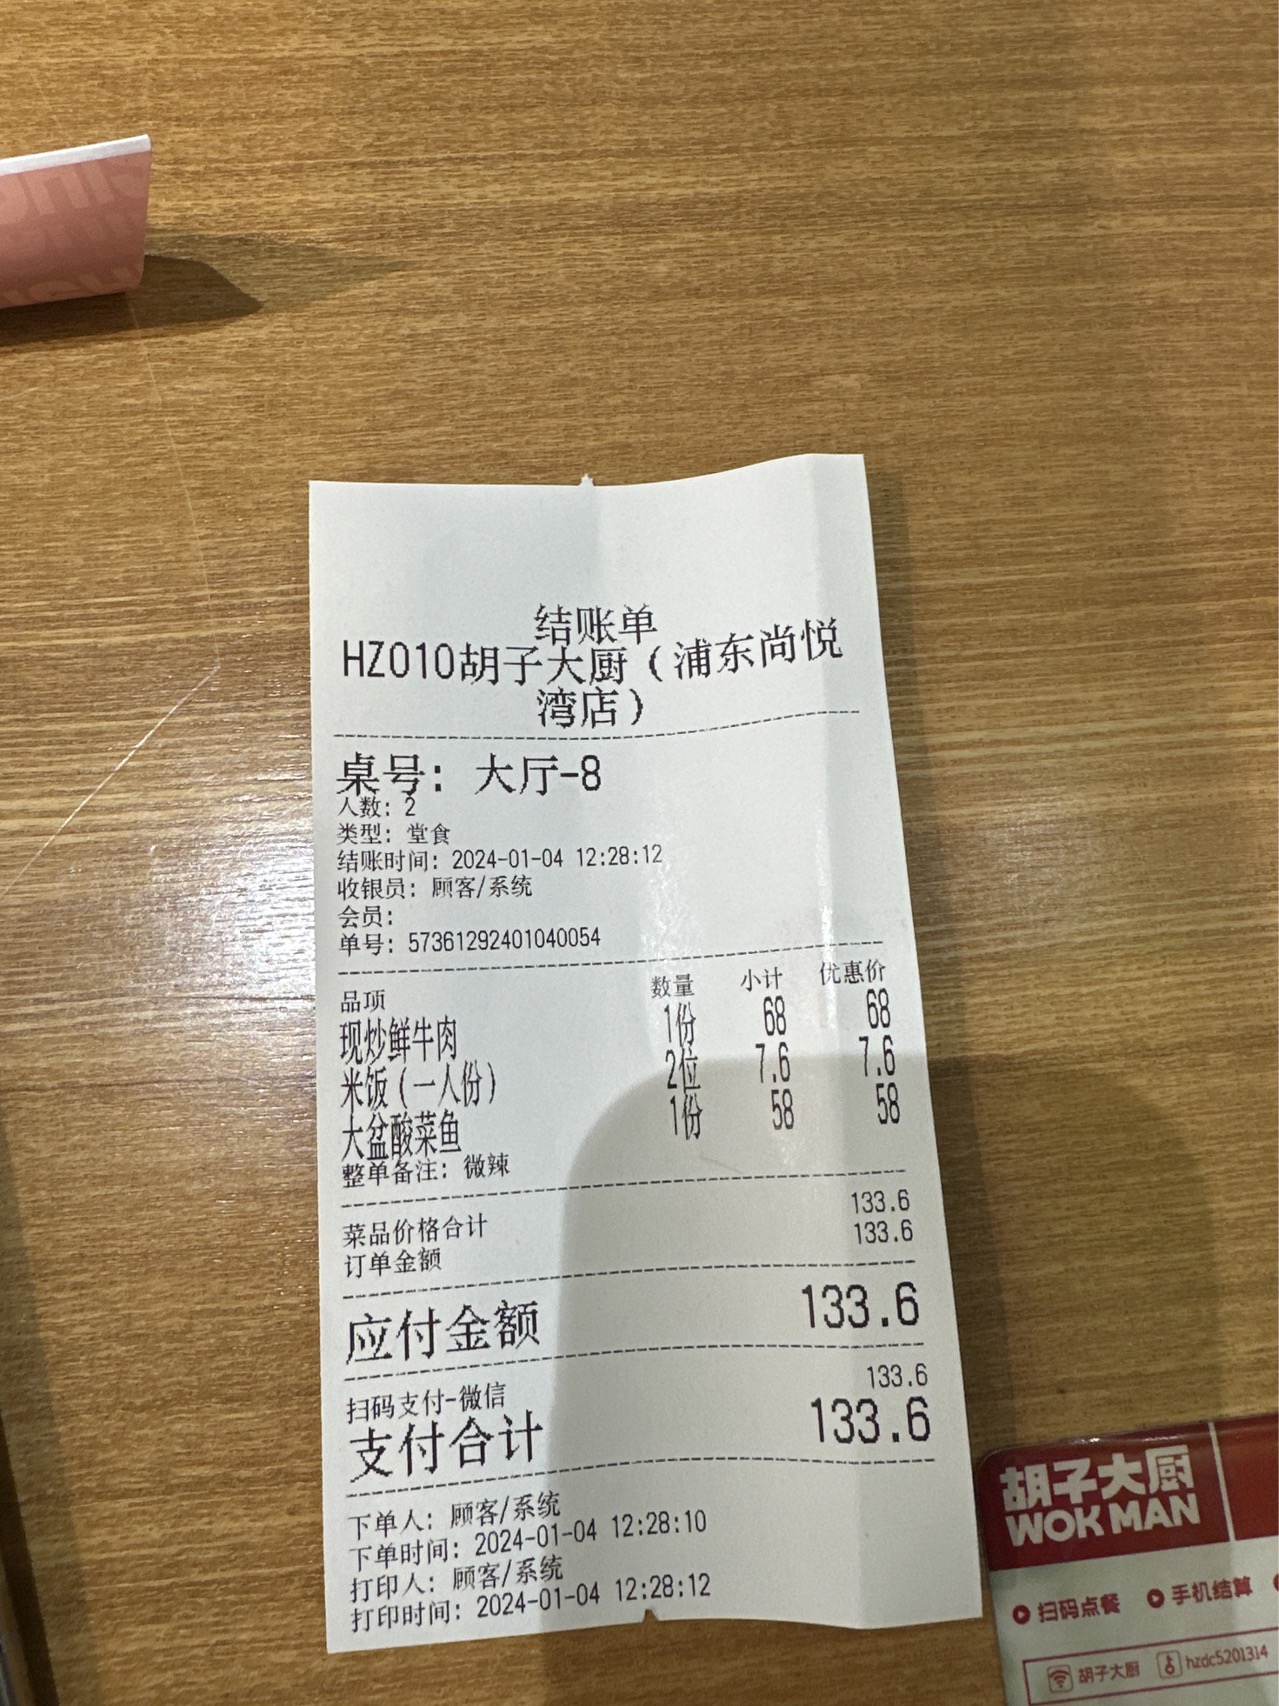 结账单
HZ010胡子大厨（浦东尚悦
湾店）
桌号: 大厅-8
人数: 2
类型: 堂食
结账时间: 2024-01-04 12:28:12
收银员: 顾客/系统
会员:
单号: 57361292401040054
品项 数量 小计 优惠价
现炒鲜牛肉 1份 68 68
米饭（一人份） 2位 7.6 7.6
大盆酸菜鱼 1份 58 58
整单备注: 微辣
菜品价格合计 133.6
订单金额 133.6
应付金额 133.6
扫码支付-微信 133.6
支付合计 133.6
下单人: 顾客/系统
下单时间: 2024-01-04 12:28:10
打印人: 顾客/系统
打印时间: 2024-01-04 12:28:12
胡子大厨
WOK MAN
扫码点餐 手机结算
胡子大厨 hzdc5201314